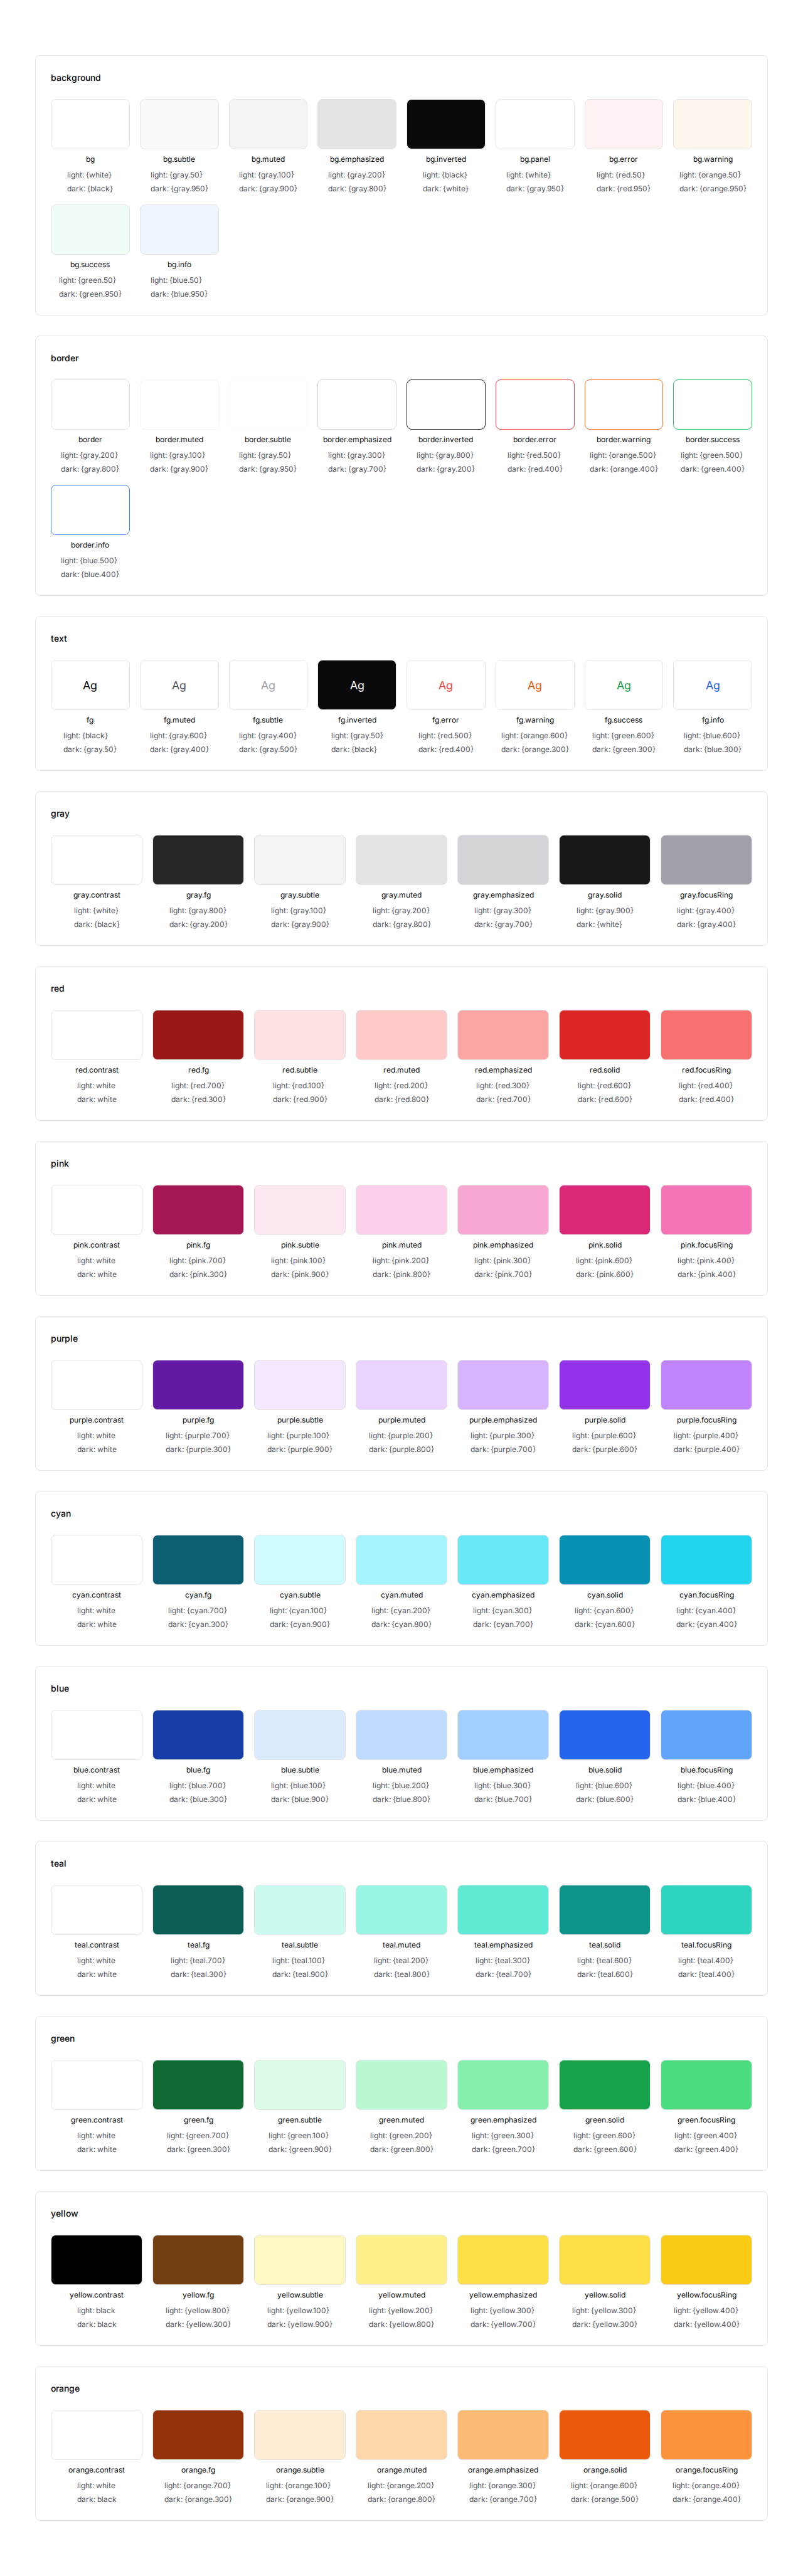 background
bg bg.subtle bg.muted bg.emphasized bg.inverted bg.panel bg.error bg.warning
light: {white} light: {gray.50} light: {gray.100} light: {gray.200} light: {black} light: {white} light: {red.50} light: {orange.50}
dark: {black} dark: {gray.950} dark: {gray.900} dark: {gray.800} dark: {white} dark: {gray.950} dark: {red.950} dark: {orange.950}
bg.success bg.info
light: {green.50} light: {blue.50}
dark: {green.950} dark: {blue.950}
border
border border.muted border.subtle border.emphasized border.inverted border.error border.warning border.success
light: {gray.200} light: {gray.100} light: {gray.50} light: {gray.300} light: {gray.800} light: {red.500} light: {orange.500} light: {green.500}
dark: {gray.800} dark: {gray.900} dark: {gray.950} dark: {gray.700} dark: {gray.200} dark: {red.400} dark: {orange.400} dark: {green.400}
border.info
light: {blue.500}
dark: {blue.400}
text
Ag Ag Ag Ag Ag Ag Ag Ag
fg fg.muted fg.subtle fg.inverted fg.error fg.warning fg.success fg.info
light: {black} light: {gray.600} light: {gray.400} light: {gray.50} light: {red.500} light: {orange.600} light: {green.600} light: {blue.600}
dark: {gray.50} dark: {gray.400} dark: {gray.500} dark: {black} dark: {red.400} dark: {orange.300} dark: {green.300} dark: {blue.300}
gray
gray.contrast gray.fg gray.subtle gray.muted gray.emphasized gray.solid gray.focusRing
light: {white} light: {gray.800} light: {gray.100} light: {gray.200} light: {gray.300} light: {gray.900} light: {gray.400}
dark: {black} dark: {gray.200} dark: {gray.900} dark: {gray.800} dark: {gray.700} dark: {white} dark: {gray.400}
red
red.contrast red.fg red.subtle red.muted red.emphasized red.solid red.focusRing
light: white light: {red.700} light: {red.100} light: {red.200} light: {red.300} light: {red.600} light: {red.400}
dark: white dark: {red.300} dark: {red.900} dark: {red.800} dark: {red.700} dark: {red.600} dark: {red.400}
pink
pink.contrast pink.fg pink.subtle pink.muted pink.emphasized pink.solid pink.focusRing
light: white light: {pink.700} light: {pink.100} light: {pink.200} light: {pink.300} light: {pink.600} light: {pink.400}
dark: white dark: {pink.300} dark: {pink.900} dark: {pink.800} dark: {pink.700} dark: {pink.600} dark: {pink.400}
purple
purple.contrast purple.fg purple.subtle purple.muted purple.emphasized purple.solid purple.focusRing
light: white light: {purple.700} light: {purple.100} light: {purple.200} light: {purple.300} light: {purple.600} light: {purple.400}
dark: white dark: {purple.300} dark: {purple.900} dark: {purple.800} dark: {purple.700} dark: {purple.600} dark: {purple.400}
cyan
cyan.contrast cyan.fg cyan.subtle cyan.muted cyan.emphasized cyan.solid cyan.focusRing
light: white light: {cyan.700} light: {cyan.100} light: {cyan.200} light: {cyan.300} light: {cyan.600} light: {cyan.400}
dark: white dark: {cyan.300} dark: {cyan.900} dark: {cyan.800} dark: {cyan.700} dark: {cyan.600} dark: {cyan.400}
blue
blue.contrast blue.fg blue.subtle blue.muted blue.emphasized blue.solid blue.focusRing
light: white light: {blue.700} light: {blue.100} light: {blue.200} light: {blue.300} light: {blue.600} light: {blue.400}
dark: white dark: {blue.300} dark: {blue.900} dark: {blue.800} dark: {blue.700} dark: {blue.600} dark: {blue.400}
teal
teal.contrast teal.fg teal.subtle teal.muted teal.emphasized teal.solid teal.focusRing
light: white light: {teal.700} light: {teal.100} light: {teal.200} light: {teal.300} light: {teal.600} light: {teal.400}
dark: white dark: {teal.300} dark: {teal.900} dark: {teal.800} dark: {teal.700} dark: {teal.600} dark: {teal.400}
green
green.contrast green.fg green.subtle green.muted green.emphasized green.solid green.focusRing
light: white light: {green.700} light: {green.100} light: {green.200} light: {green.300} light: {green.600} light: {green.400}
dark: white dark: {green.300} dark: {green.900} dark: {green.800} dark: {green.700} dark: {green.600} dark: {green.400}
yellow
yellow.contrast yellow.fg yellow.subtle yellow.muted yellow.emphasized yellow.solid yellow.focusRing
light: black light: {yellow.800} light: {yellow.100} light: {yellow.200} light: {yellow.300} light: {yellow.300} light: {yellow.400}
dark: black dark: {yellow.300} dark: {yellow.900} dark: {yellow.800} dark: {yellow.700} dark: {yellow.300} dark: {yellow.400}
orange
orange.contrast orange.fg orange.subtle orange.muted orange.emphasized orange.solid orange.focusRing
light: white light: {orange.700} light: {orange.100} light: {orange.200} light: {orange.300} light: {orange.600} light: {orange.400}
dark: black dark: {orange.300} dark: {orange.900} dark: {orange.800} dark: {orange.700} dark: {orange.500} dark: {orange.400}